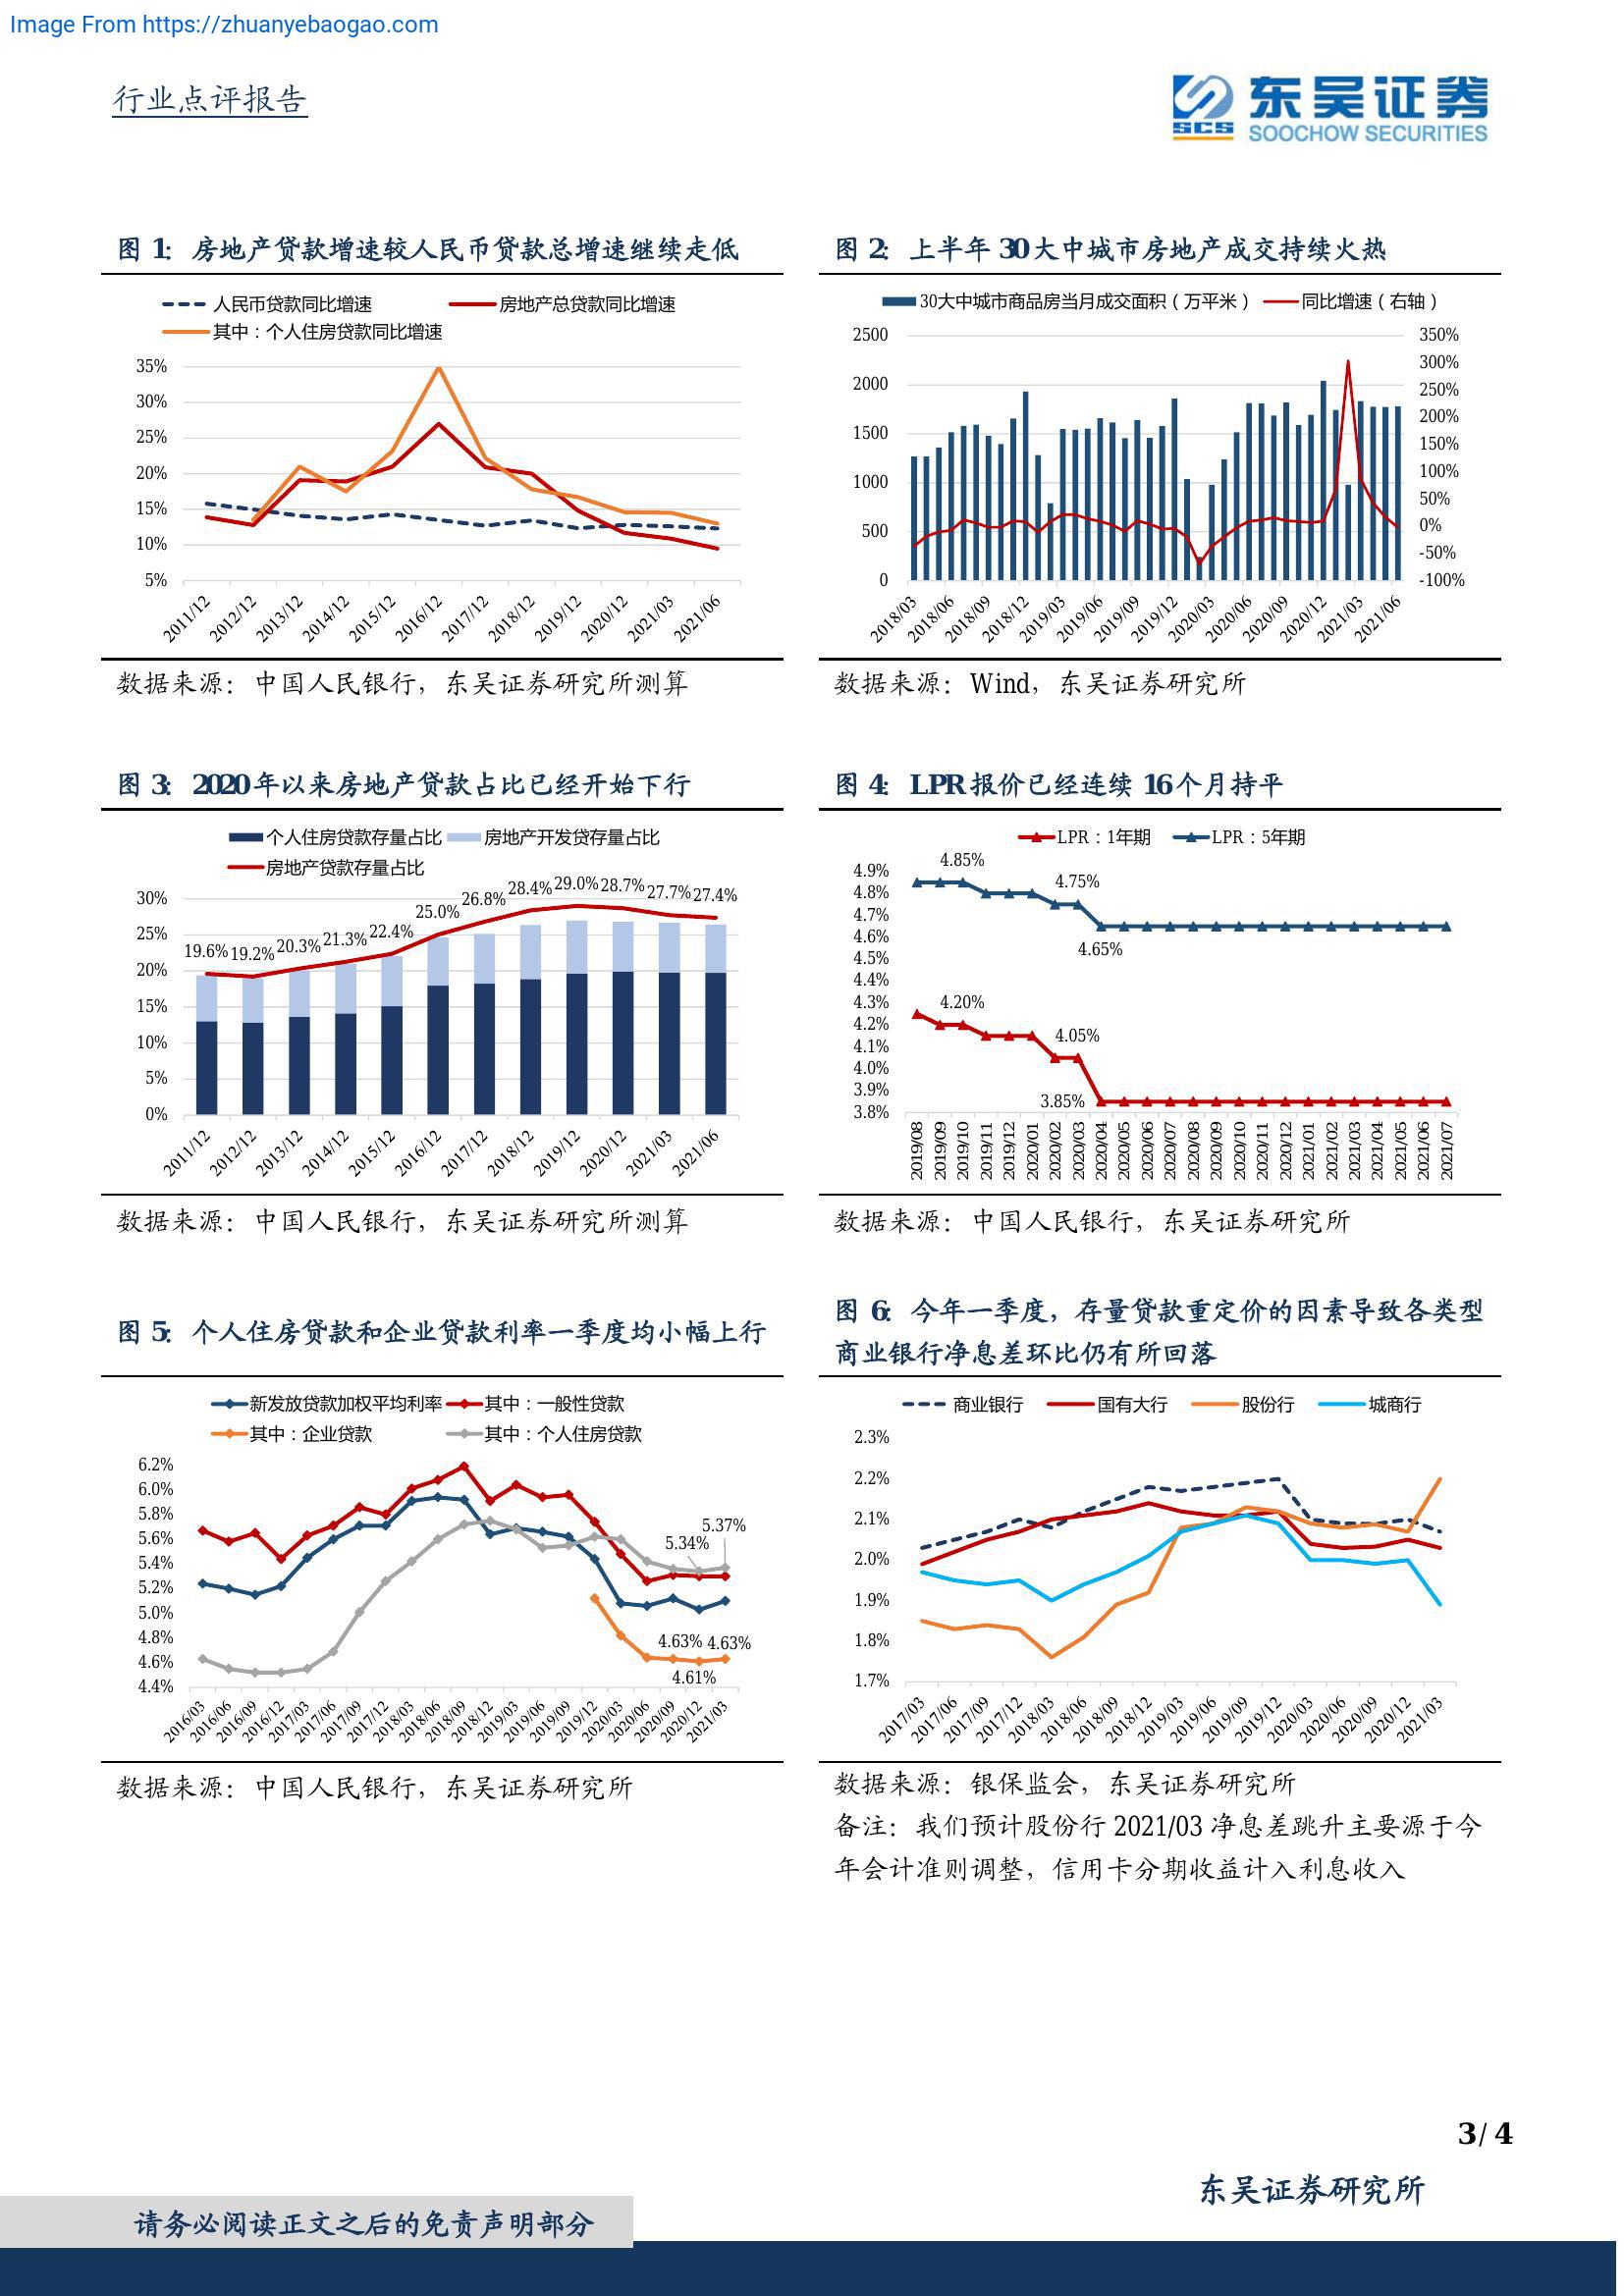 Image From https://zhuanyebaogao.com
行业点评报告
东吴证券
SCS
SOOCHOW SECURITIES
图 1： 房地产贷款增速较人民币贷款总增速继续走低
人民币贷款同比增速 房地产总贷款同比增速
其中：个人住房贷款同比增速
35%
30%
25%
20%
15%
10%
5%
2011/12 2012/12 2013/12 2014/12 2015/12 2016/12 2017/12 2018/12 2019/12 2020/12 2021/03 2021/06
数据来源：中国人民银行，东吴证券研究所测算
图 2： 上半年 30 大中城市房地产成交持续火热
30大中城市商品房当月成交面积（万平米） 同比增速（右轴）
2500 350%
300%
2000 250%
200%
1500 150%
1000 100%
50%
500 0%
-50%
0 -100%
2018/03 2018/06 2018/09 2018/12 2019/03 2019/06 2019/09 2019/12 2020/03 2020/06 2020/09 2020/12 2021/03 2021/06
数据来源：Wind，东吴证券研究所
图 3： 2020 年以来房地产贷款占比已经开始下行
个人住房贷款存量占比 房地产开发贷存量占比
房地产贷款存量占比
30%
25%
20%
15%
10%
5%
0%
19.6% 19.2% 20.3% 21.3% 22.4% 25.0% 26.8% 28.4% 29.0% 28.7% 27.7% 27.4%
2011/12 2012/12 2013/12 2014/12 2015/12 2016/12 2017/12 2018/12 2019/12 2020/12 2021/03 2021/06
数据来源：中国人民银行，东吴证券研究所测算
图 4： LPR 报价已经连续 16 个月持平
LPR：1年期 LPR：5年期
4.9%
4.8%
4.7%
4.6%
4.5%
4.4%
4.3%
4.2%
4.1%
4.0%
3.9%
3.8%
4.85%
4.75%
4.65%
4.20%
4.05%
3.85%
2019/08 2019/09 2019/10 2019/11 2019/12 2020/01 2020/02 2020/03 2020/04 2020/05 2020/06 2020/07 2020/08 2020/09 2020/10 2020/11 2020/12 2021/01 2021/02 2021/03 2021/04 2021/05 2021/06 2021/07
数据来源：中国人民银行，东吴证券研究所
图 5： 个人住房贷款和企业贷款利率一季度均小幅上行
新发放贷款加权平均利率 其中：一般性贷款
其中：企业贷款 其中：个人住房贷款
6.2%
6.0%
5.8%
5.6%
5.4%
5.2%
5.0%
4.8%
4.6%
4.4%
5.37%
5.34%
4.63% 4.63%
4.61%
2016/03 2016/06 2016/09 2016/12 2017/03 2017/06 2017/09 2017/12 2018/03 2018/06 2018/09 2018/12 2019/03 2019/06 2019/09 2019/12 2020/03 2020/06 2020/09 2020/12 2021/03
数据来源：中国人民银行，东吴证券研究所
图 6： 今年一季度，存量贷款重定价的因素导致各类型
商业银行净息差环比仍有所回落
商业银行 国有大行 股份行 城商行
2.3%
2.2%
2.1%
2.0%
1.9%
1.8%
1.7%
2017/03 2017/06 2017/09 2017/12 2018/03 2018/06 2018/09 2018/12 2019/03 2019/06 2019/09 2019/12 2020/03 2020/06 2020/09 2020/12 2021/03
数据来源：银保监会，东吴证券研究所
备注：我们预计股份行 2021/03 净息差跳升主要源于今
年会计准则调整，信用卡分期收益计入利息收入
3 / 4
东吴证券研究所
请务必阅读正文之后的免责声明部分